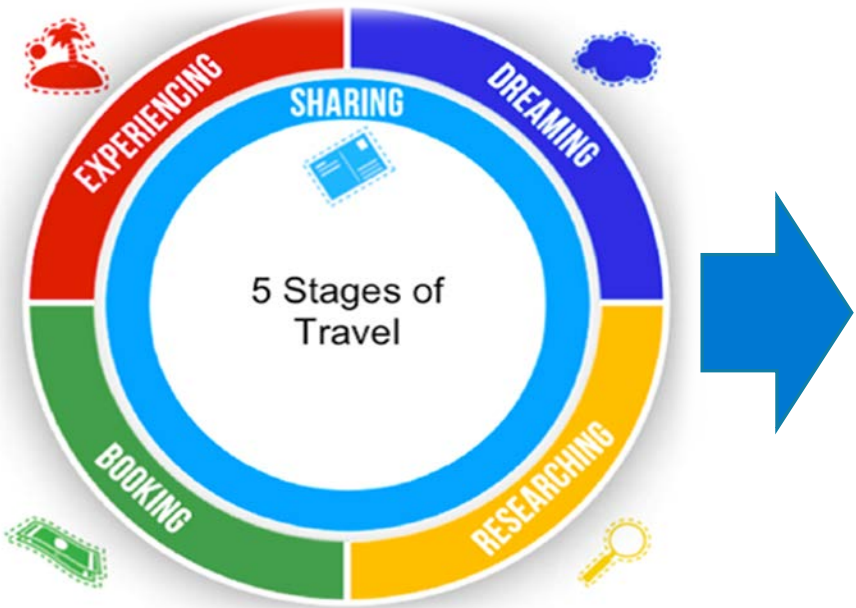 EXPERIENCING
DREAMING
SHARING
5 Stages of
Travel
BOOKING
RESEARCHING